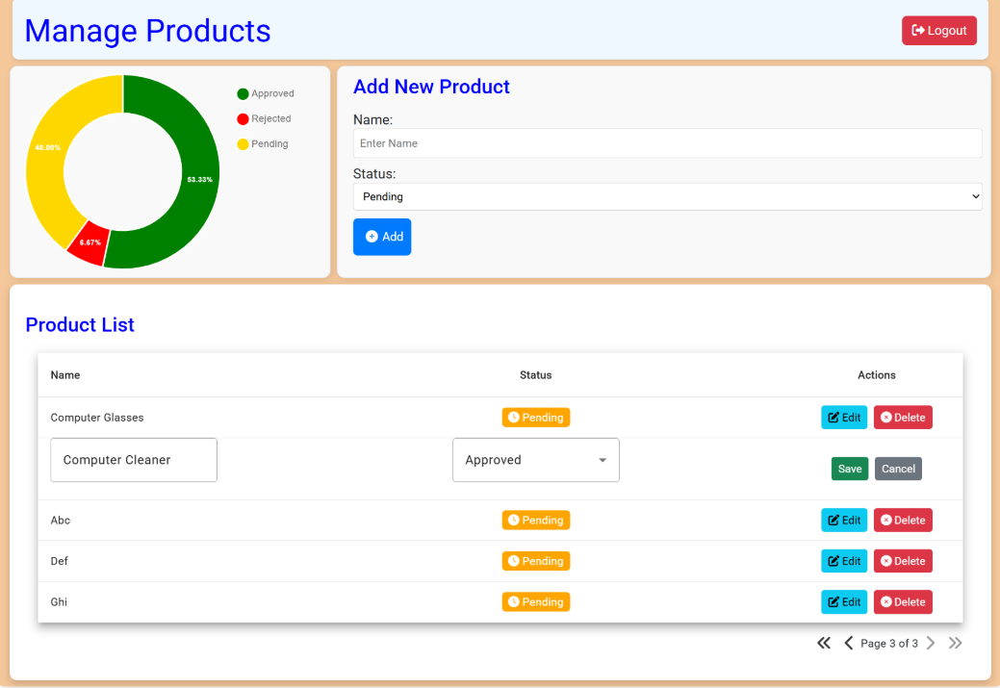 Manage Products
Logout
Approved
Rejected
Pending
40.00%
53.33%
6.67%
Add New Product
Name:
Enter Name
Status:
Pending
Add
Product List
Name Status Actions
Computer Glasses Pending Edit Delete
Computer Cleaner Approved Save Cancel
Abc Pending Edit Delete
Def Pending Edit Delete
Ghi Pending Edit Delete
Page 3 of 3